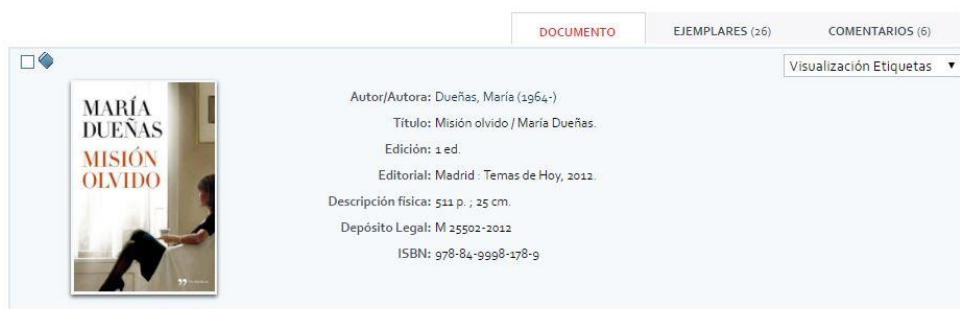 DOCUMENTO
EJEMPLARES (26)
COMENTARIOS (6)
Visualización Etiquetas
MARÍA
DUEÑAS
MISIÓN
OLVIDO
Autor/Autora: Dueñas, María (1964-)
Título: Misión olvido / María Dueñas.
Edición: 1 ed.
Editorial: Madrid : Temas de Hoy, 2012.
Descripción física: 511 p. ; 25 cm.
Depósito Legal: M 25502-2012
ISBN: 978-84-9998-178-9